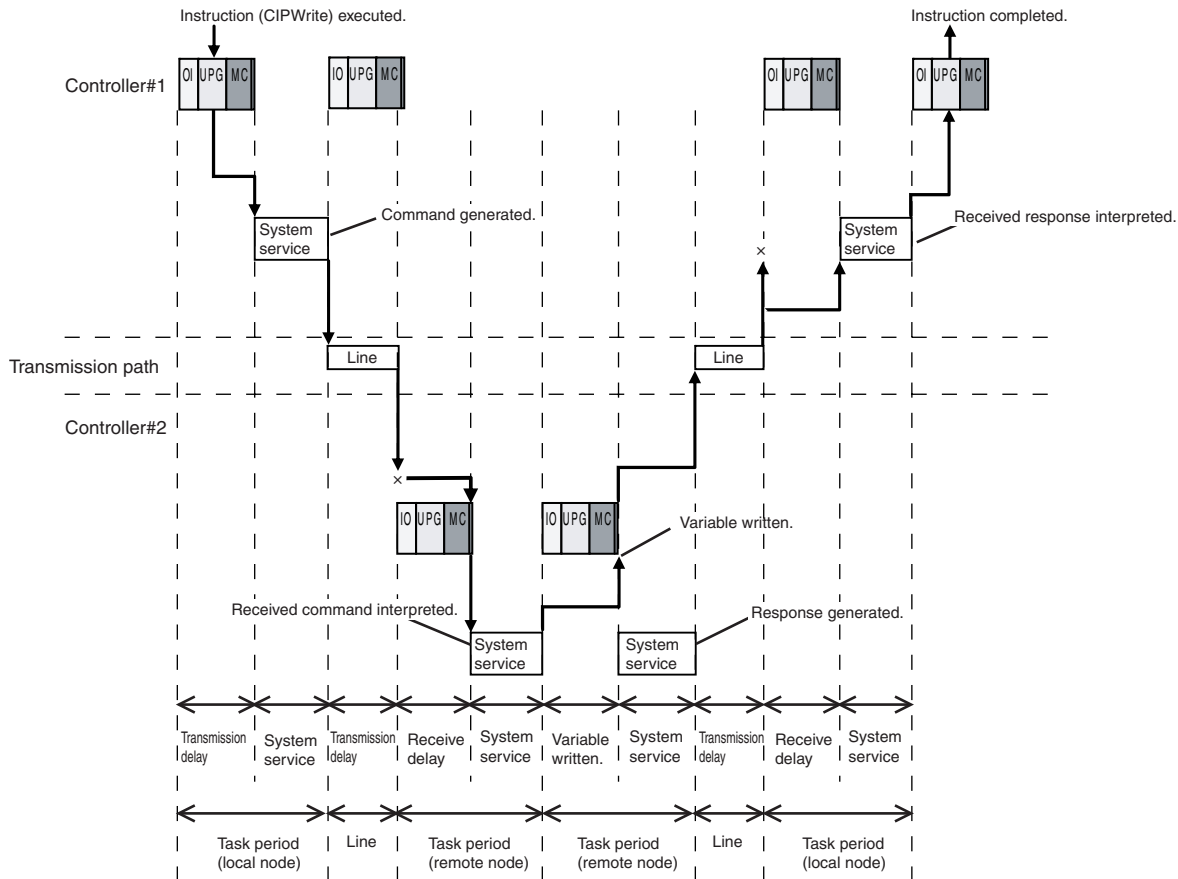 Instruction (CIPWrite) executed.
Instruction completed.
Controller#1
OI UPG MC
IO UPG MC
OI UPG MC
OI UPG MC
Command generated.
Received response interpreted.
System
service
System
service
×
Transmission path
Line
Line
Controller#2
×
IO UPG MC
IO UPG MC
Variable written.
Received command interpreted.
Response generated.
System
service
System
service
Transmission
delay
System
service
Transmission
delay
Receive
delay
System
service
Variable
written.
System
service
Transmission
delay
Receive
delay
System
service
Task period
(local node)
Line
Task period
(remote node)
Task period
(remote node)
Line
Task period
(local node)